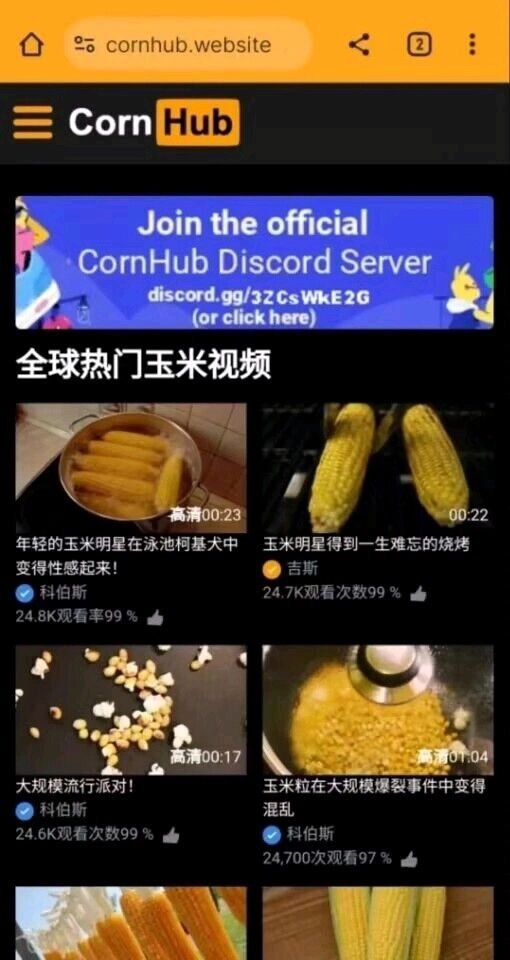 cornhub.website
2
Corn Hub
Join the official
CornHub Discord Server
discord.gg/3ZCsWkE2G
(or click here)
全球热门玉米视频
高清00:23
00:22
年轻的玉米明星在泳池柯基犬中
变得性感起来！
科伯斯
24.8K观看率99 %
玉米明星得到一生难忘的烧烤
吉斯
24.7K观看次数99 %
高清00:17
高清01:04
大规模流行派对！
科伯斯
24.6K观看次数99 %
玉米粒在大规模爆裂事件中变得
混乱
科伯斯
24,700次观看97 %